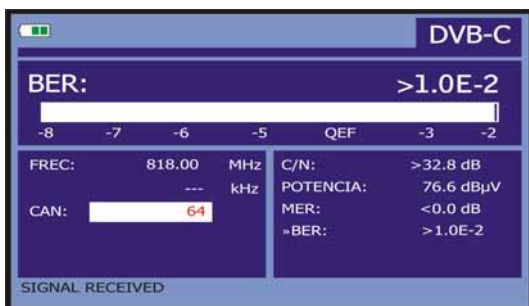 DVB-C
BER: >1.0E-2
-8 -7 -6 -5 QEF -3 -2
FREC: 818.00 MHz
--- kHz
CAN: 64
C/N: >32.8 dB
POTENCIA: 76.6 dBµV
MER: <0.0 dB
»BER: >1.0E-2
SIGNAL RECEIVED